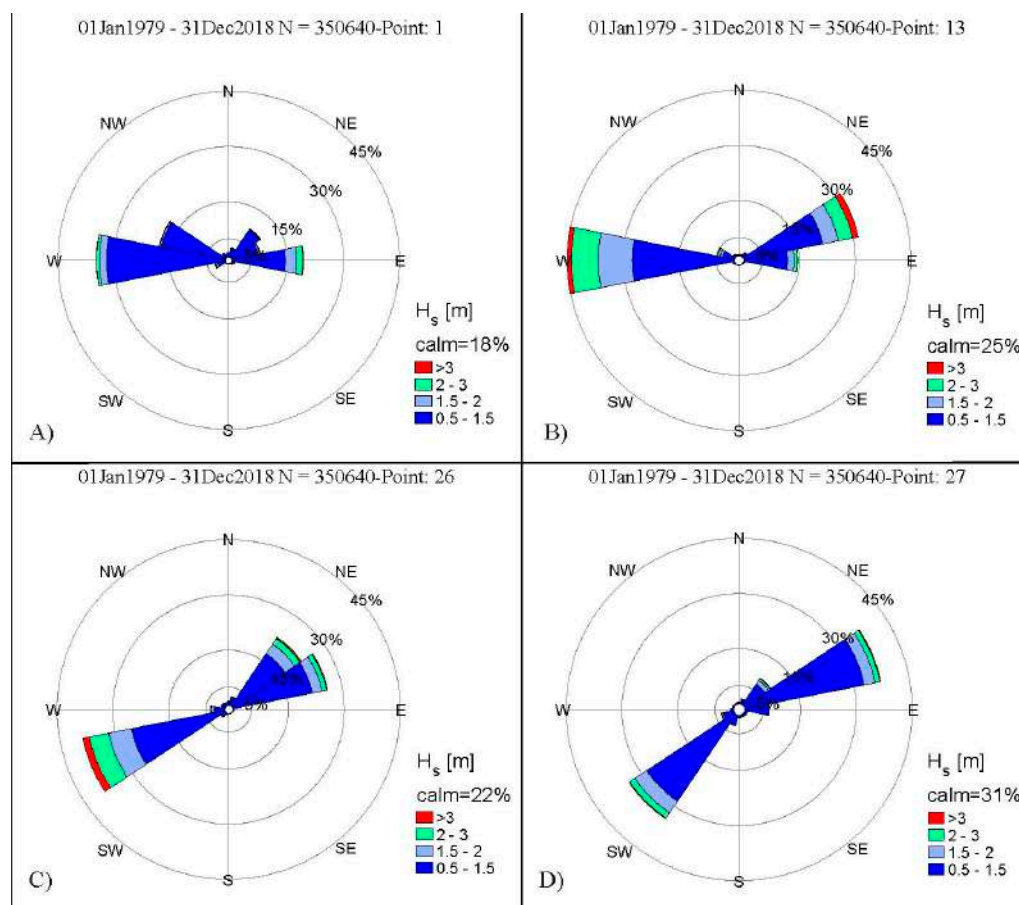 01Jan1979 - 31Dec2018 N = 350640-Point: 1
N
NW
NE
45%
30%
15%
W
E
H_s [m]
calm=18%
>3
2 - 3
1.5 - 2
0.5 - 1.5
SW
SE
S
A)
01Jan1979 - 31Dec2018 N = 350640-Point: 13
N
NW
NE
45%
30%
W
E
H_s [m]
calm=25%
>3
2 - 3
1.5 - 2
0.5 - 1.5
SW
SE
S
B)
01Jan1979 - 31Dec2018 N = 350640-Point: 26
N
NW
NE
45%
30%
W
E
H_s [m]
calm=22%
>3
2 - 3
1.5 - 2
0.5 - 1.5
SW
SE
S
C)
01Jan1979 - 31Dec2018 N = 350640-Point: 27
N
NW
NE
45%
30%
W
E
H_s [m]
calm=31%
>3
2 - 3
1.5 - 2
0.5 - 1.5
SW
SE
S
D)